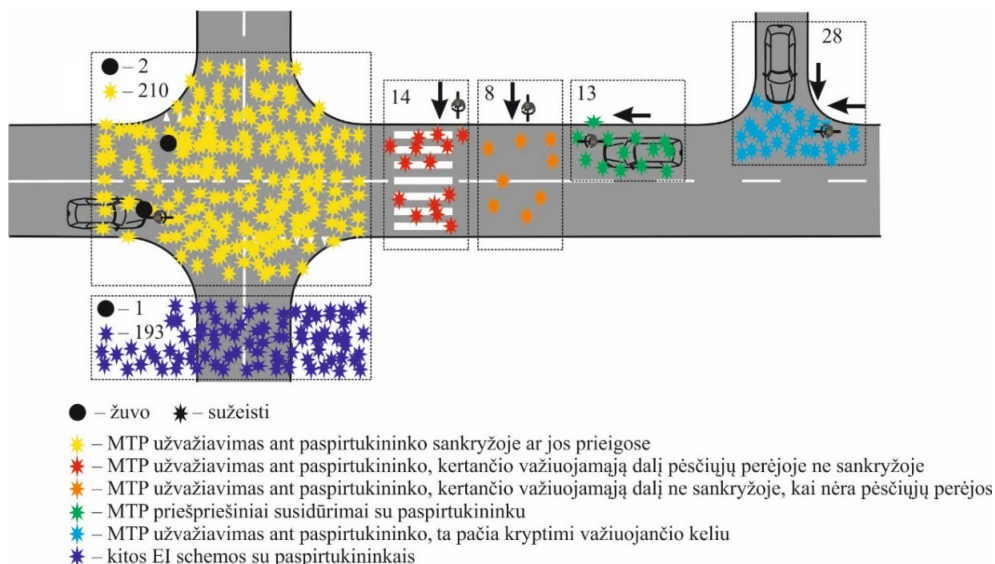 – 2
– 210
14
8
13
28
– 1
– 193
– žuvo – sužeisti
– MTP užvažiavimas ant paspirtukininko sankryžoje ar jos prieigose
– MTP užvažiavimas ant paspirtukininko, kertančio važiuojamąją dalį pėsčiųjų perėjoje ne sankryžoje
– MTP užvažiavimas ant paspirtukininko, kertančio važiuojamąją dalį ne sankryžoje, kai nėra pėsčiųjų perėjos
– MTP priešpriešiniai susidūrimai su paspirtukininku
– MTP užvažiavimas ant paspirtukininko, ta pačia kryptimi važiuojančio keliu
– kitos EĮ schemos su paspirtukininkais